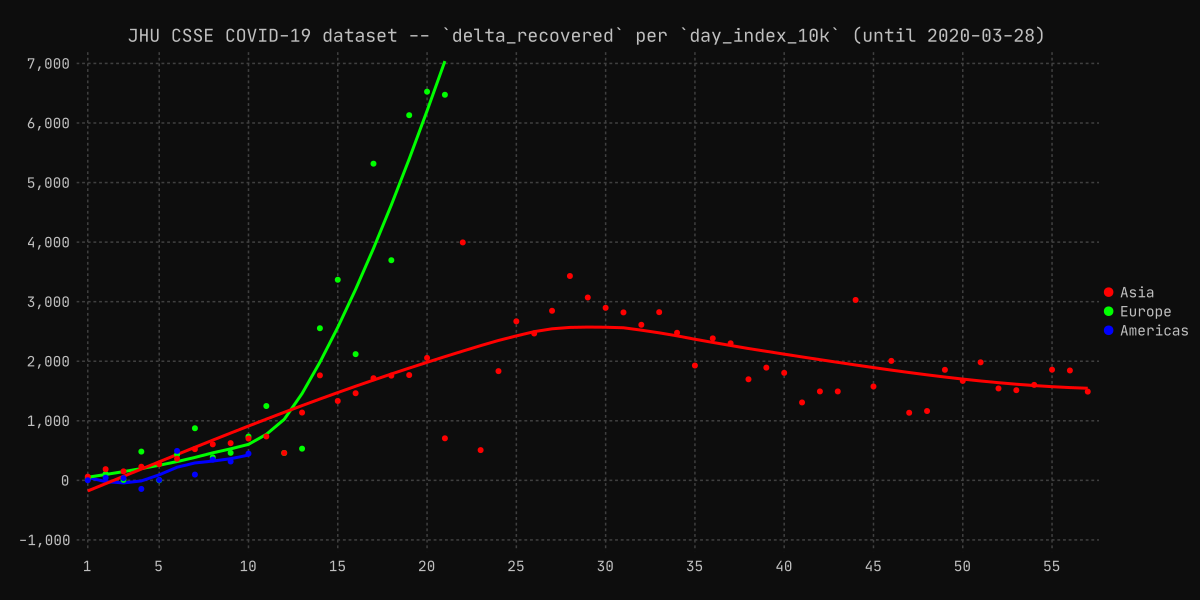 JHU CSSE COVID-19 dataset -- `delta_recovered` per `day_index_10k` (until 2020-03-28)
7,000
6,000
5,000
4,000
3,000
2,000
1,000
0
-1,000
1 5 10 15 20 25 30 35 40 45 50 55
Asia
Europe
Americas